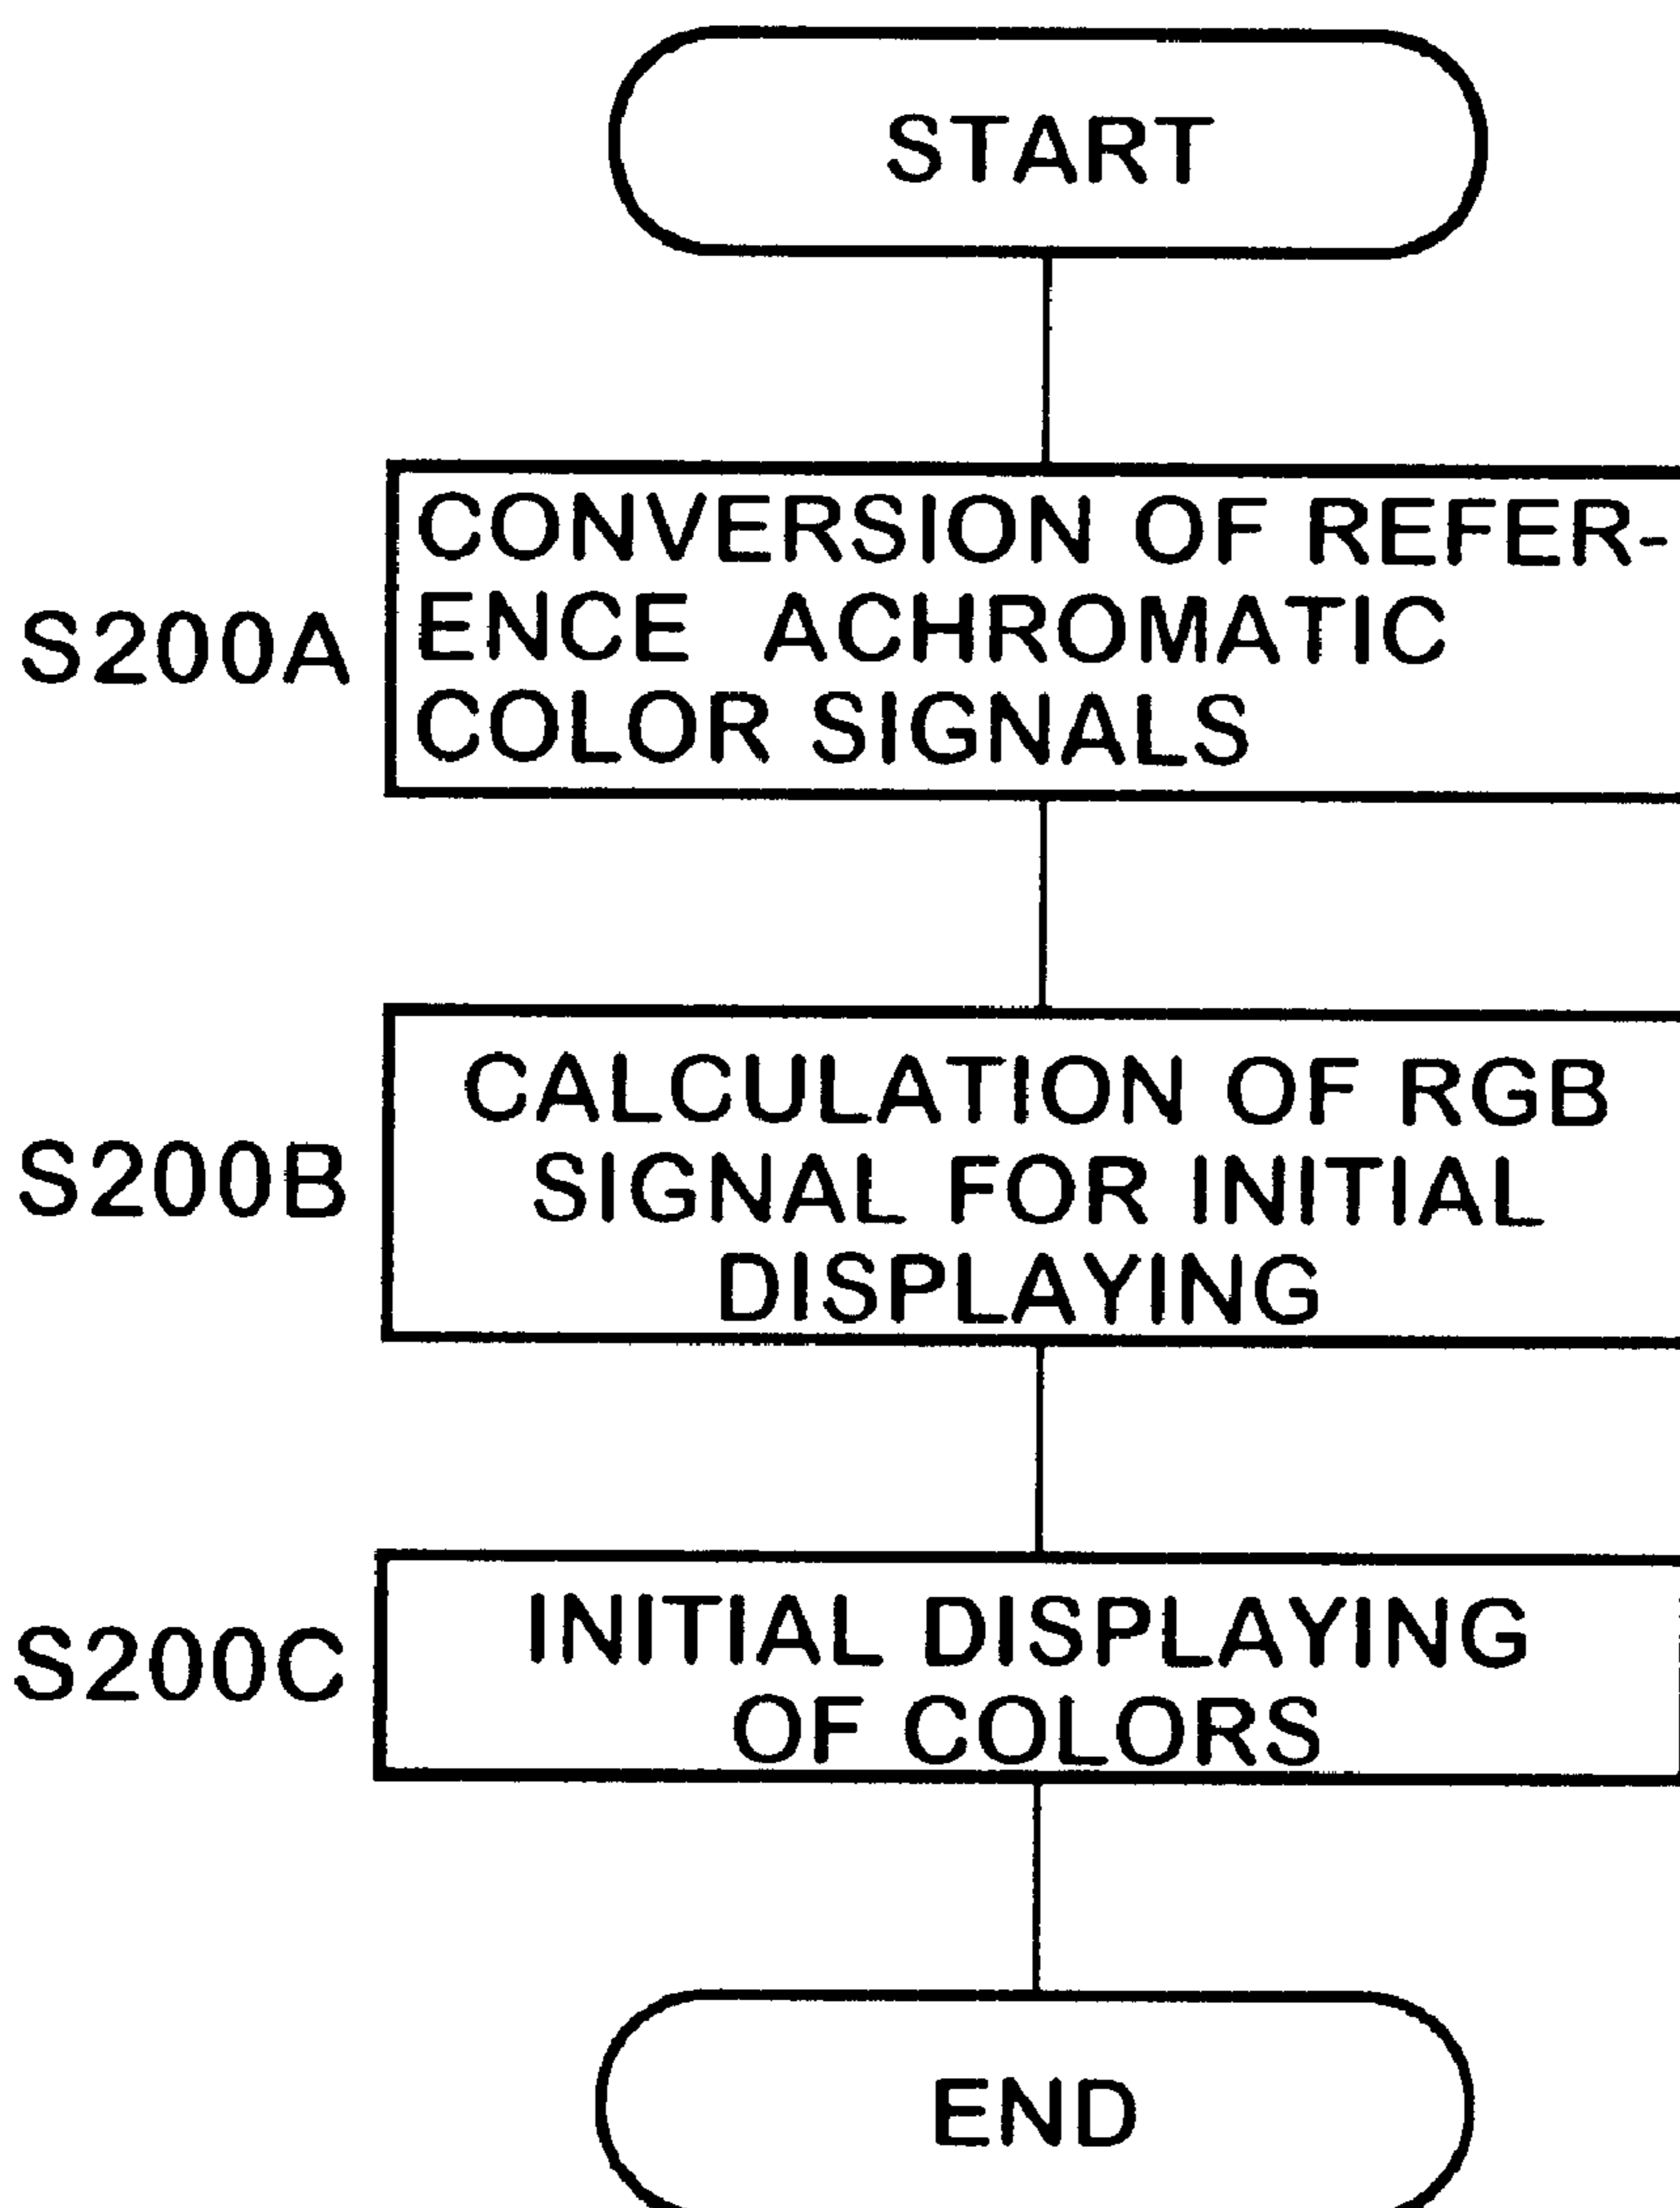 START
S200A
CONVERSION OF REFER-
ENCE ACHROMATIC
COLOR SIGNALS
S200B
CALCULATION OF RGB
SIGNAL FOR INITIAL
DISPLAYING
S200C
INITIAL DISPLAYING
OF COLORS
END